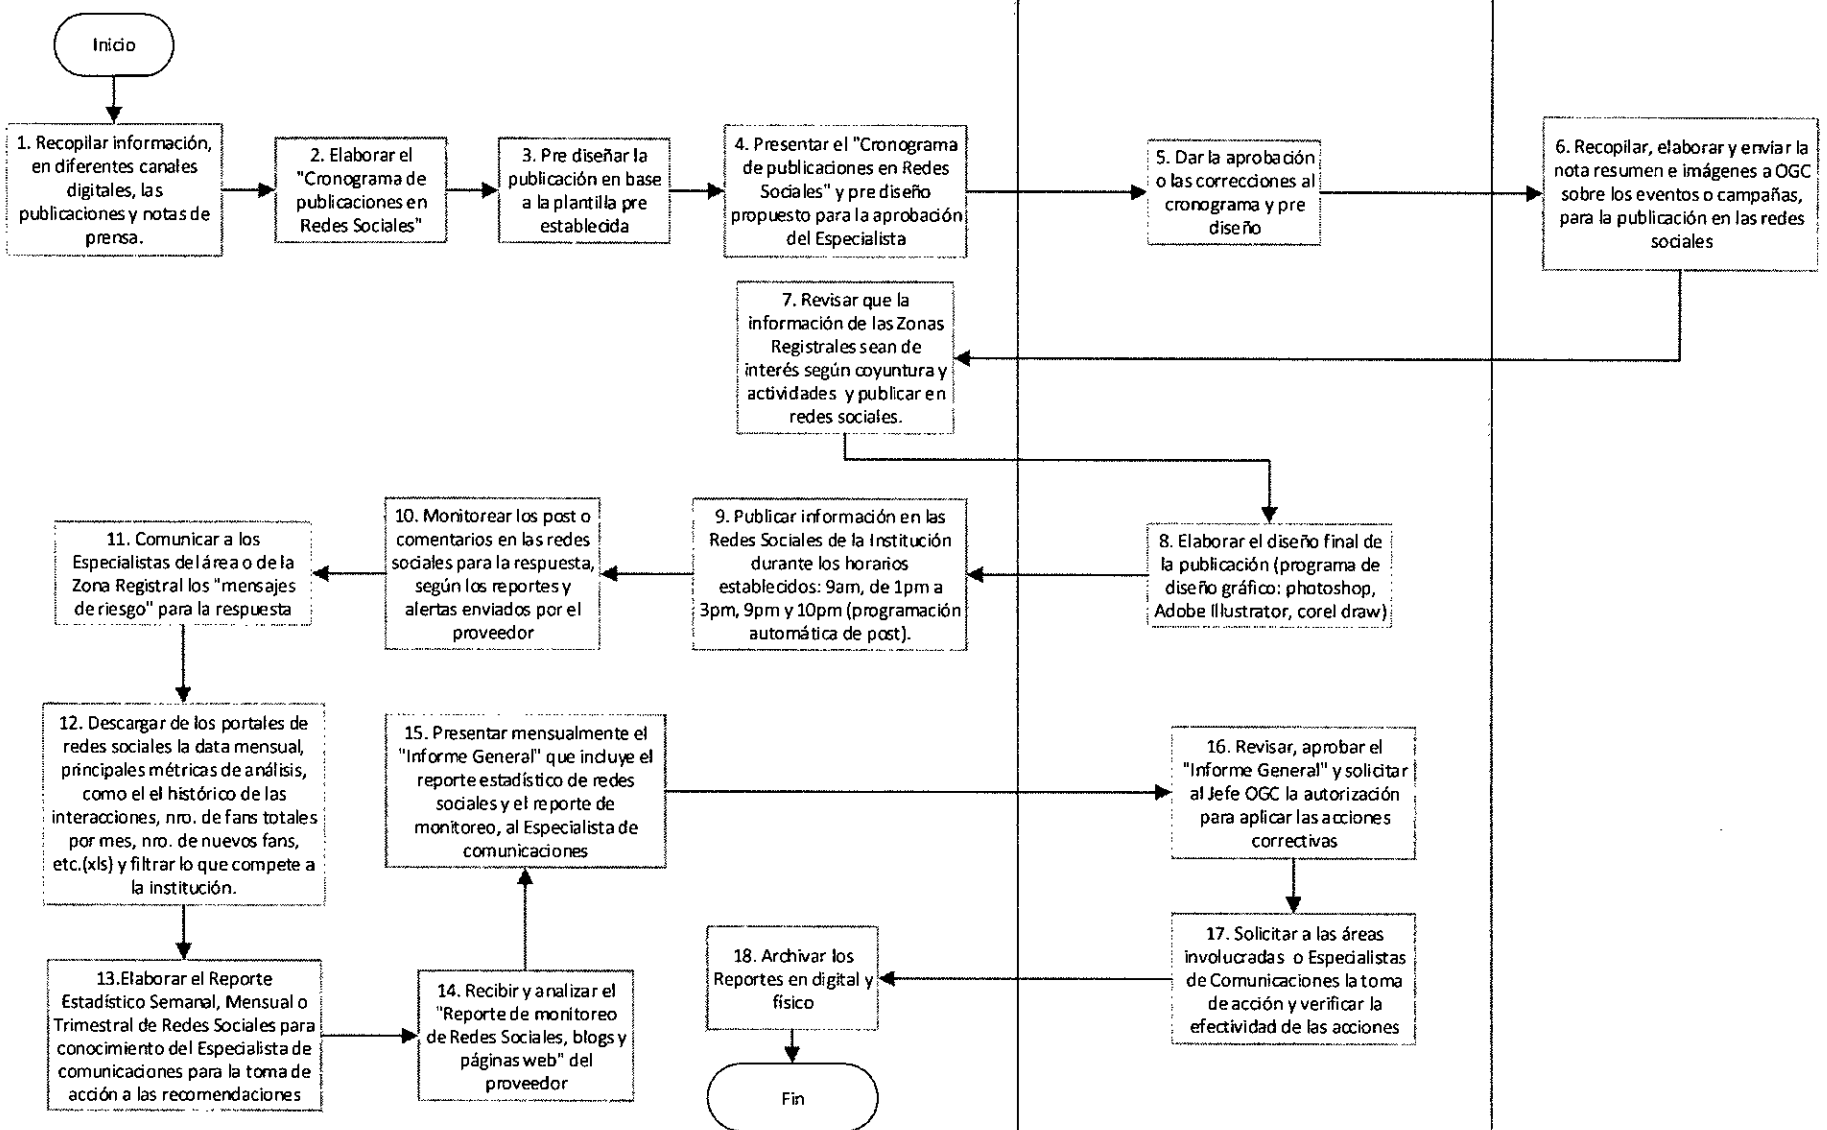 Inicio
1. Recopilar información,
en diferentes canales
digitales, las
publicaciones y notas de
prensa.
2. Elaborar el
"Cronograma de
publicaciones en
Redes Sociales"
3. Pre diseñar la
publicación en base
a la plantilla pre
establecida
4. Presentar el "Cronograma
de publicaciones en Redes
Sociales" y pre diseño
propuesto para la aprobación
del Especialista
5. Dar la aprobación
o las correcciones al
cronograma y pre
diseño
6. Recopilar, elaborar y enviar la
nota resumen e imágenes a OGC
sobre los eventos o campañas,
para la publicación en las redes
sociales
7. Revisar que la
información de las Zonas
Registrales sean de
interés según coyuntura y
actividades y publicar en
redes sociales.
8. Elaborar el diseño final de
la publicación (programa de
diseño gráfico: photoshop,
Adobe Illustrator, corel draw)
9. Publicar información en las
Redes Sociales de la Institución
durante los horarios
establecidos: 9am, de 1pm a
3pm, 9pm y 10pm (programación
automática de post).
10. Monitorear los post o
comentarios en las redes
sociales para la respuesta,
según los reportes y
alertas enviados por el
proveedor
11. Comunicar a los
Especialistas del área o de la
Zona Registral los "mensajes
de riesgo" para la respuesta
12. Descargar de los portales de
redes sociales la data mensual,
principales métricas de análisis,
como el el histórico de las
interacciones, nro. de fans totales
por mes, nro. de nuevos fans,
etc.(xls) y filtrar lo que compete a
la institución.
13.Elaborar el Reporte
Estadístico Semanal, Mensual o
Trimestral de Redes Sociales para
conocimiento del Especialista de
comunicaciones para la toma de
acción a las recomendaciones
14. Recibir y analizar el
"Reporte de monitoreo
de Redes Sociales, blogs y
páginas web" del
proveedor
15. Presentar mensualmente el
"Informe General" que incluye el
reporte estadístico de redes
sociales y el reporte de
monitoreo, al Especialista de
comunicaciones
16. Revisar, aprobar el
"Informe General" y solicitar
al Jefe OGC la autorización
para aplicar las acciones
correctivas
17. Solicitar a las áreas
involucradas o Especialistas
de Comunicaciones la toma
de acción y verificar la
efectividad de las acciones
18. Archivar los
Reportes en digital y
físico
Fin